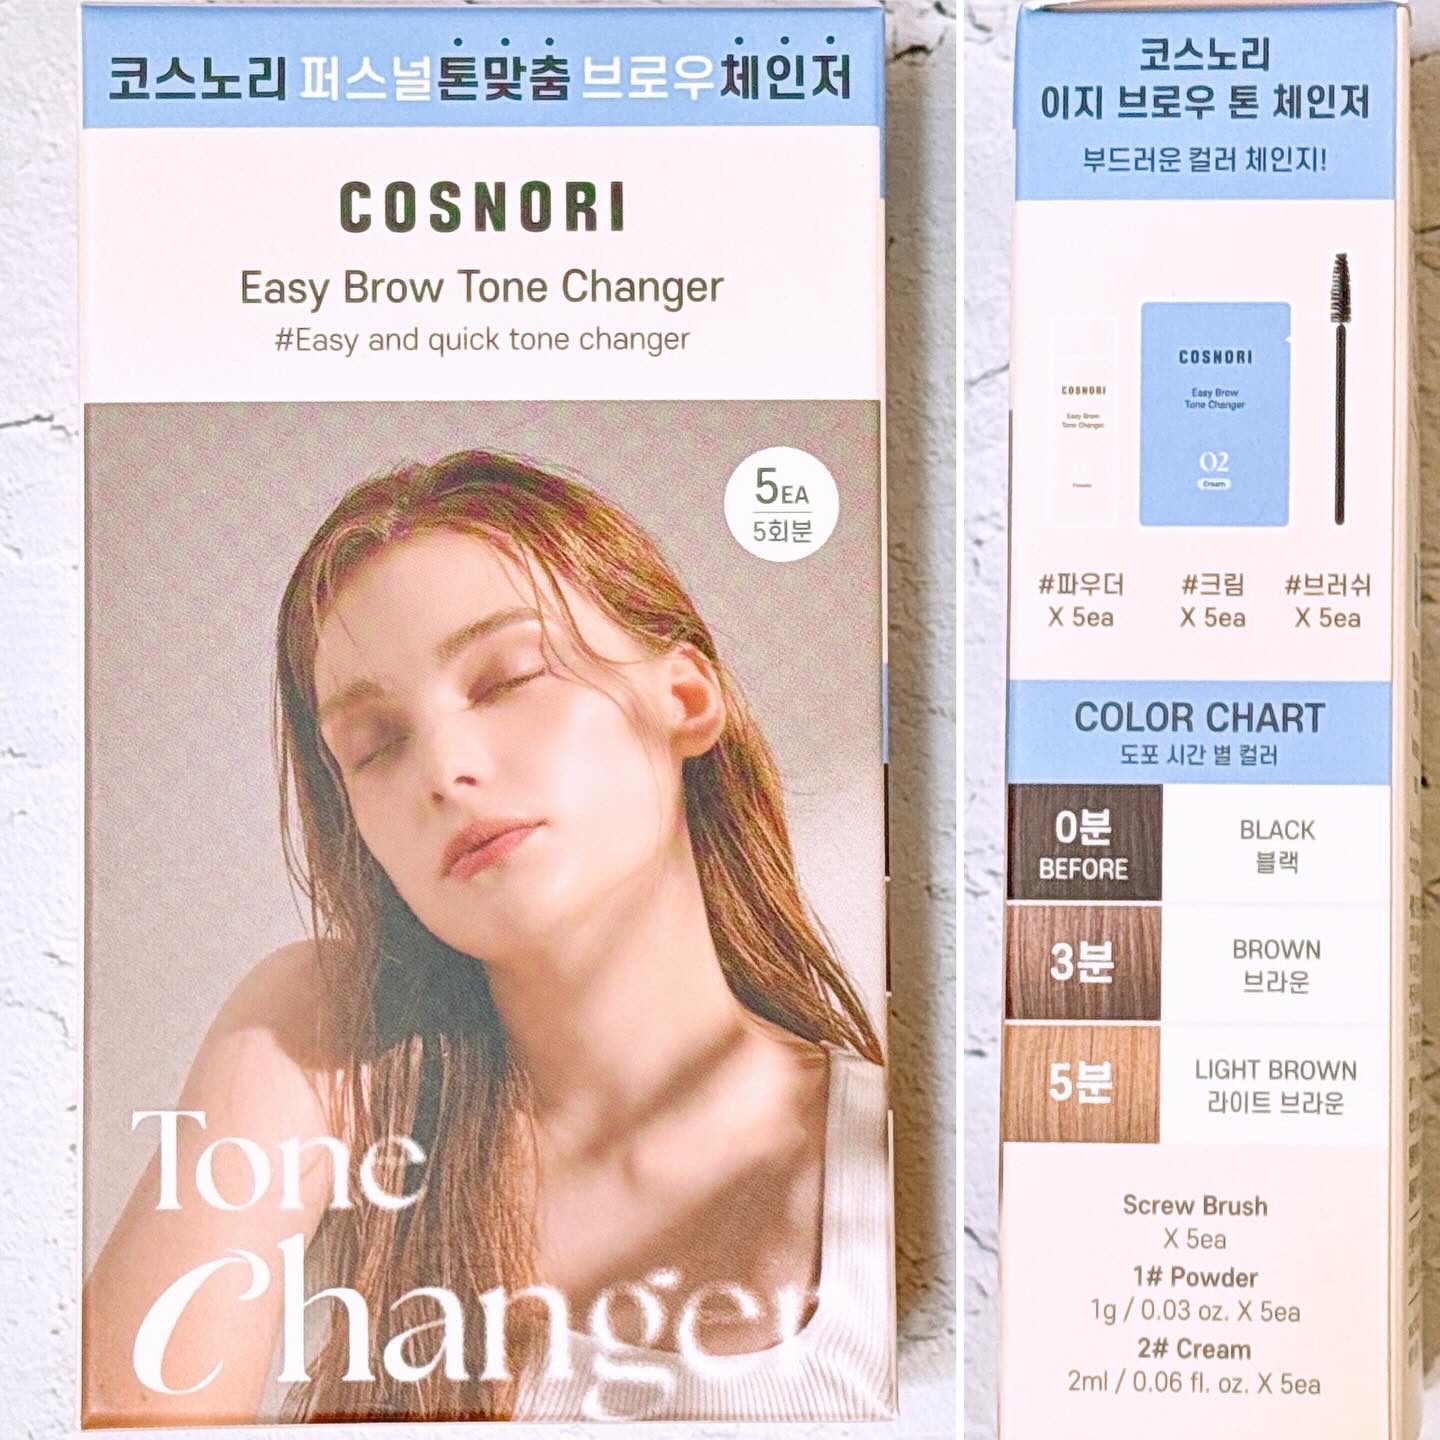 코스노리 퍼스널톤맞춤 브로우체인저
COSNORI
Easy Brow Tone Changer
#Easy and quick tone changer
5EA
5회분
Tone
Changer
코스노리
이지 브로우 톤 체인저
부드러운 컬러 체인지!
COSNORI
Easy Brow
Tone Changer
Powder
COSNORI
Easy Brow
Tone Changer
02
Cream
#파우더
X 5ea
#크림
X 5ea
#브러쉬
X 5ea
COLOR CHART
도포 시간 별 컬러
0분
BEFORE
BLACK
블랙
3분
BROWN
브라운
5분
LIGHT BROWN
라이트 브라운
Screw Brush
X 5ea
1# Powder
1g / 0.03 oz. X 5ea
2# Cream
2ml / 0.06 fl. oz. X 5ea